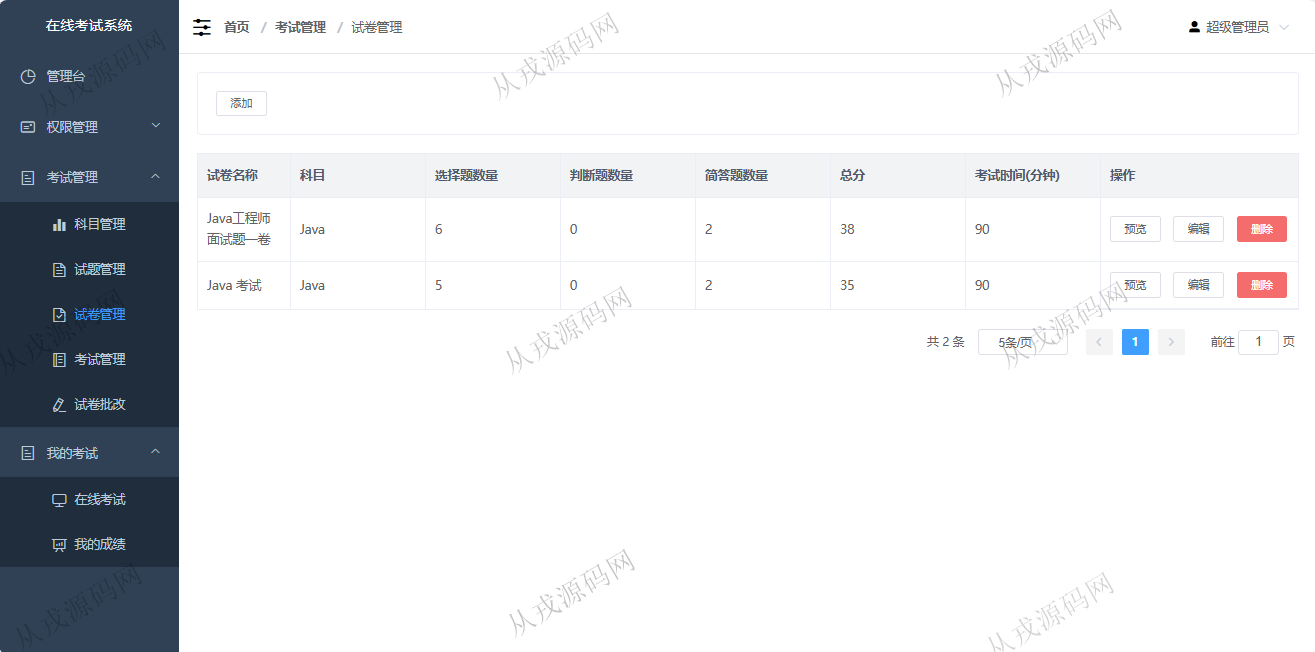 在线考试系统
管理台
权限管理
考试管理
科目管理
试题管理
试卷管理
考试管理
试卷批改
我的考试
在线考试
我的成绩
首页 / 考试管理 / 试卷管理
超级管理员
添加
试卷名称 科目 选择题数量 判断题数量 简答题数量 总分 考试时间(分钟) 操作
Java工程师
面试题一卷 Java 6 0 2 38 90 预览 编辑 删除
Java 考试 Java 5 0 2 35 90 预览 编辑 删除
共 2 条 5条/页 1 前往 1 页
从戎源码网
从戎源码网
从戎源码网
从戎源码网
从戎源码网
从戎源码网
从戎源码网
从戎源码网
从戎源码网